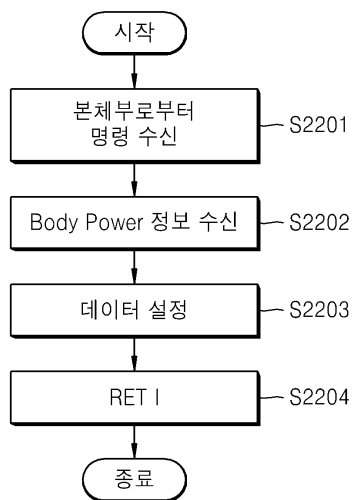 시작
본체부로부터
명령 수신
S2201
Body Power 정보 수신
S2202
데이터 설정
S2203
RET I
S2204
종료